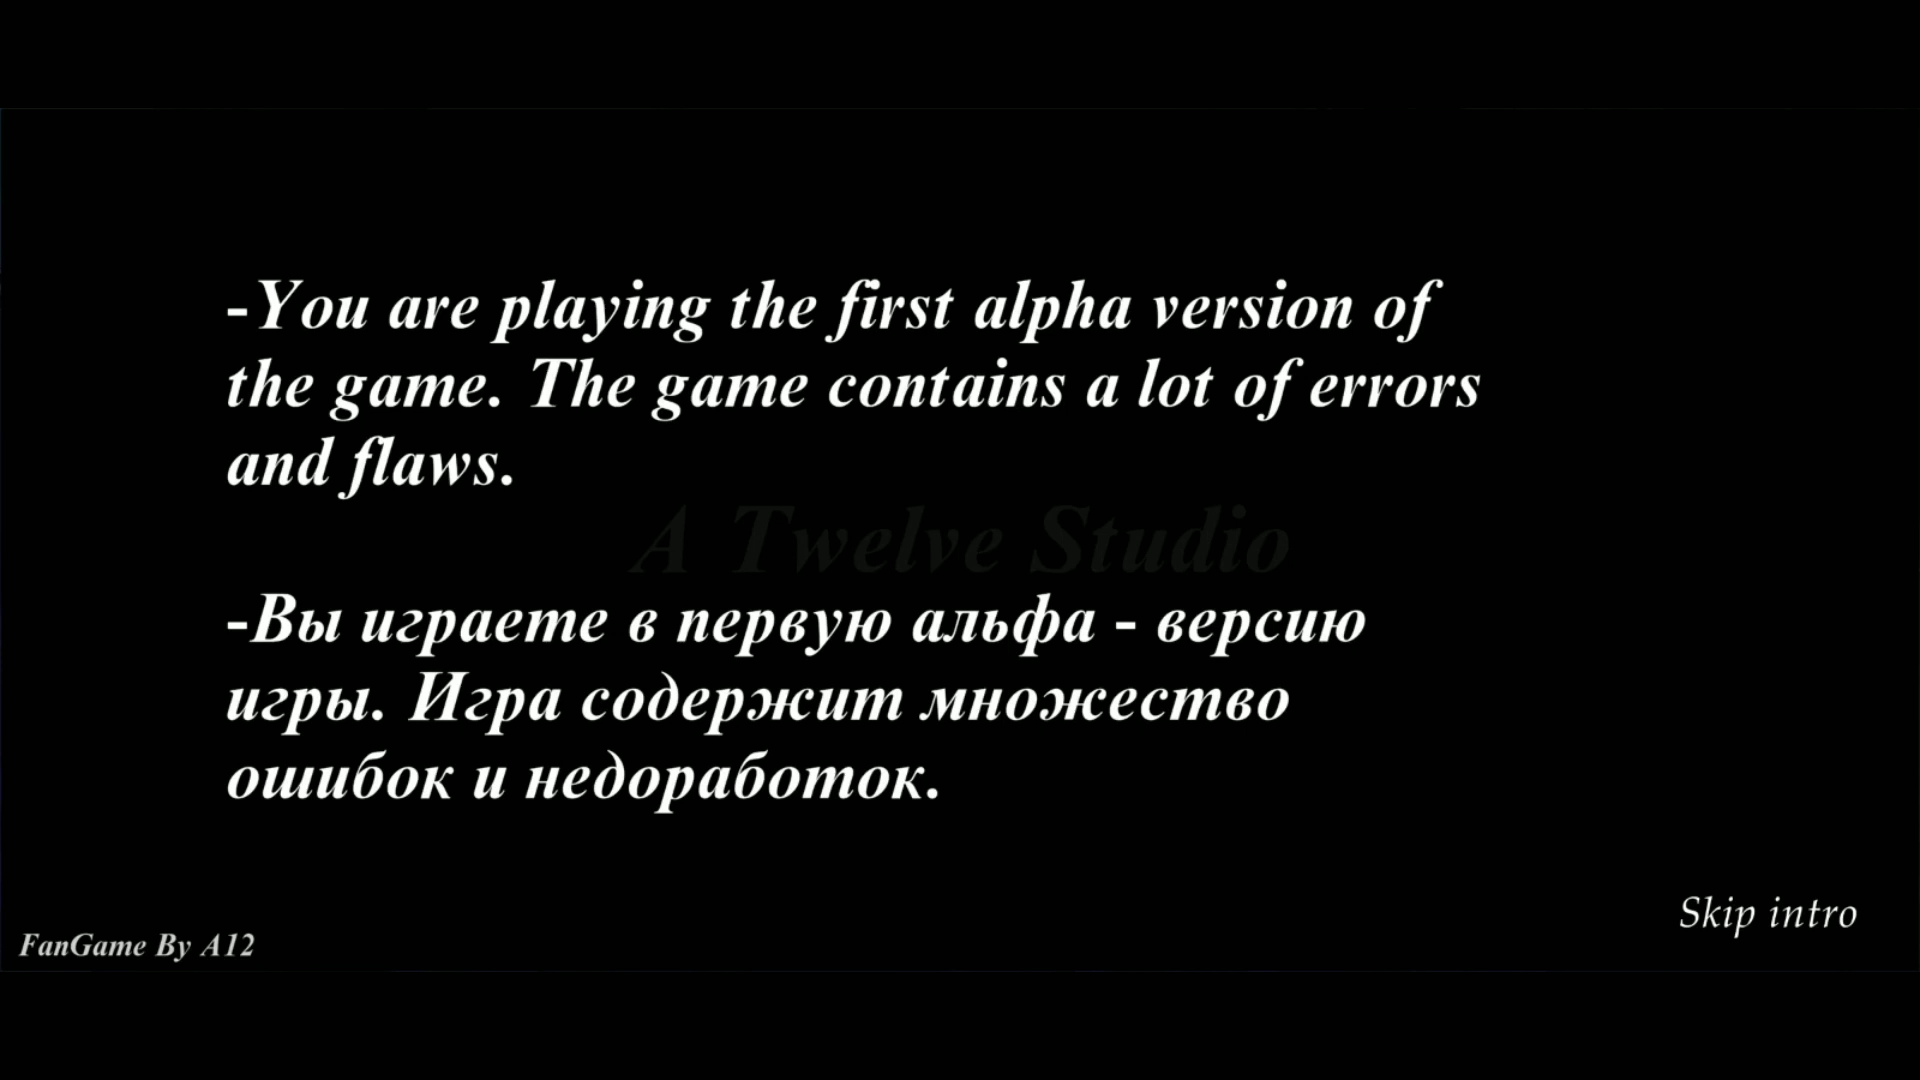 -You are playing the first alpha version of
the game. The game contains a lot of errors
and flaws.
A Twelve Studio
-Вы играете в первую альфа - версию
игры. Игра содержит множество
ошибок и недоработок.
Skip intro
FanGame By A12